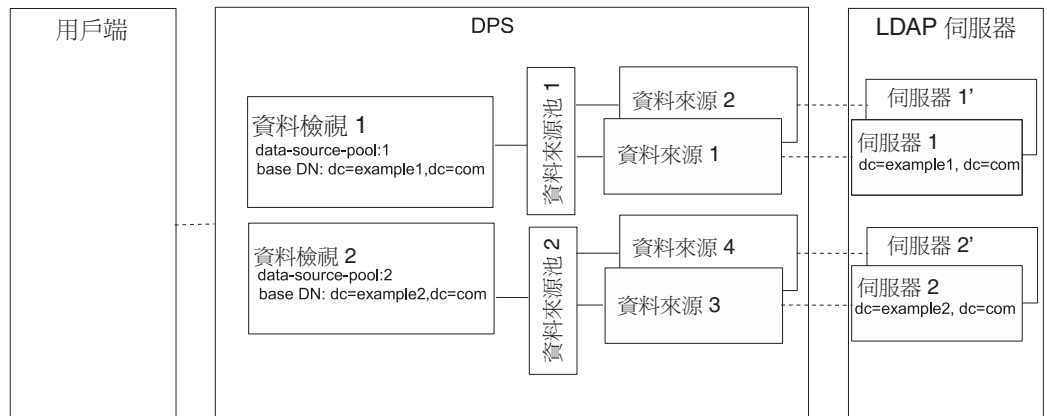 用戶端
DPS
LDAP 伺服器
資料檢視 1
data-source-pool:1
base DN: dc=example1,dc=com
資料來源池 1
資料來源 2
資料來源 1
伺服器 1’
伺服器 1
dc=example1, dc=com
資料檢視 2
data-source-pool:2
base DN: dc=example2,dc=com
資料來源池 2
資料來源 4
資料來源 3
伺服器 2’
伺服器 2
dc=example2, dc=com